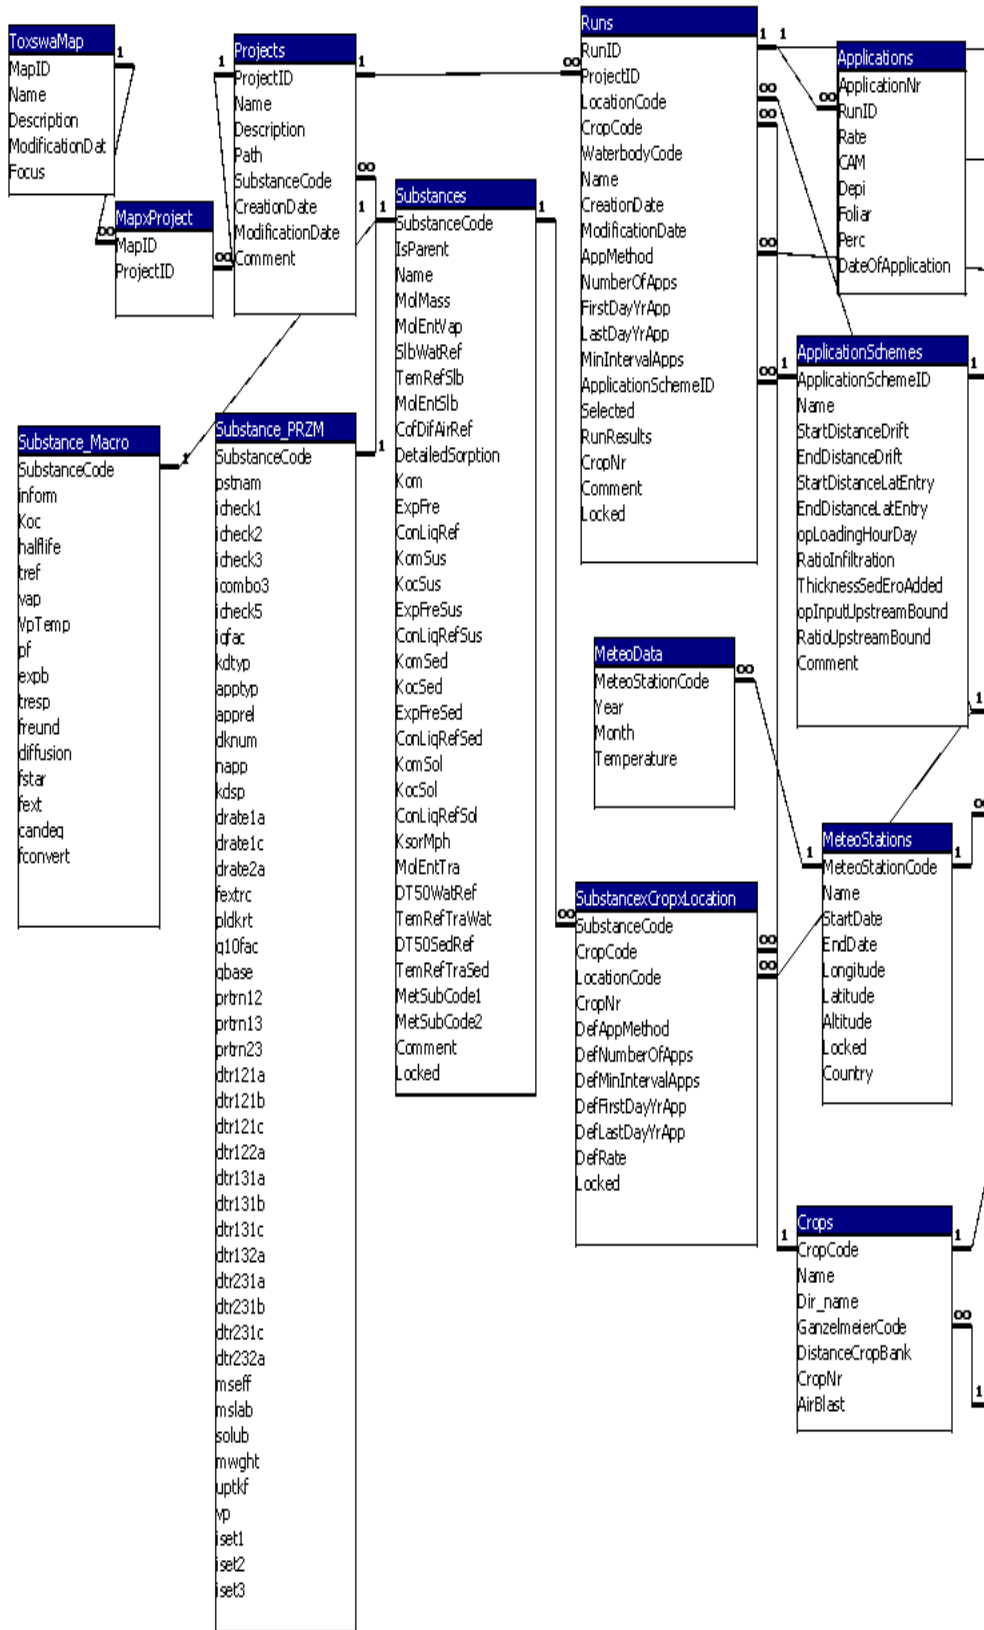 ToxswaMap
MapID
Name
Description
ModificationDat
Focus
MapxProject
MapID
ProjectID
Projects
ProjectID
Name
Description
Path
SubstanceCode
CreationDate
ModificationDate
Comment
Substances
SubstanceCode
IsParent
Name
MolMass
MolEntVap
SlbWatRef
TemRefSlb
MolEntSlb
CofDifAirRef
DetailedSorption
Kom
ExpFre
ConLiqRef
KomSus
KocSus
ExpFreSus
ConLiqRefSus
KomSed
KocSed
ExpFreSed
ConLiqRefSed
KomSol
KocSol
ConLiqRefSol
KsorMph
MolEntTra
DT50WatRef
TemRefTraWat
DT50SedRef
TemRefTraSed
MetSubCode1
MetSubCode2
Comment
Locked
Substance_Macro
SubstanceCode
inform
Koc
halflife
tref
vap
VpTemp
pf
expb
tresp
freund
diffusion
fstar
fext
candeg
fconvert
Substance_PRZM
SubstanceCode
pstnam
icheck1
icheck2
icheck3
icombo3
icheck5
iqfac
kdtyp
apptyp
apprel
dknum
napp
kdsp
drate1a
drate1c
drate2a
fextrc
pldkrt
q10fac
qbase
prtrn12
prtrn13
prtrn23
dtr121a
dtr121b
dtr121c
dtr122a
dtr131a
dtr131b
dtr131c
dtr132a
dtr231a
dtr231b
dtr231c
dtr232a
mseff
mslab
solub
mwght
uptkf
vp
iset1
iset2
iset3
Runs
RunID
ProjectID
LocationCode
CropCode
WaterbodyCode
Name
CreationDate
ModificationDate
AppMethod
NumberOfApps
FirstDayYrApp
LastDayYrApp
MinIntervalApps
ApplicationSchemeID
Selected
RunResults
CropNr
Comment
Locked
Applications
ApplicationNr
RunID
Rate
CAM
Depi
Foliar
Perc
DateOfApplication
ApplicationSchemes
ApplicationSchemeID
Name
StartDistanceDrift
EndDistanceDrift
StartDistanceLatEntry
EndDistanceLatEntry
opLoadingHourDay
RatioInfiltration
ThicknessSedEroAdded
opInputUpstreamBound
RatioUpstreamBound
Comment
MeteoData
MeteoStationCode
Year
Month
Temperature
MeteoStations
MeteoStationCode
Name
StartDate
EndDate
Longitude
Latitude
Altitude
Locked
Country
SubstancexCropxLocation
SubstanceCode
CropCode
LocationCode
CropNr
DefAppMethod
DefNumberOfApps
DefMinIntervalApps
DefFirstDayYrApp
DefLastDayYrApp
DefRate
Locked
Crops
CropCode
Name
Dir_name
GanzelmeierCode
DistanceCropBank
CropNr
AirBlast